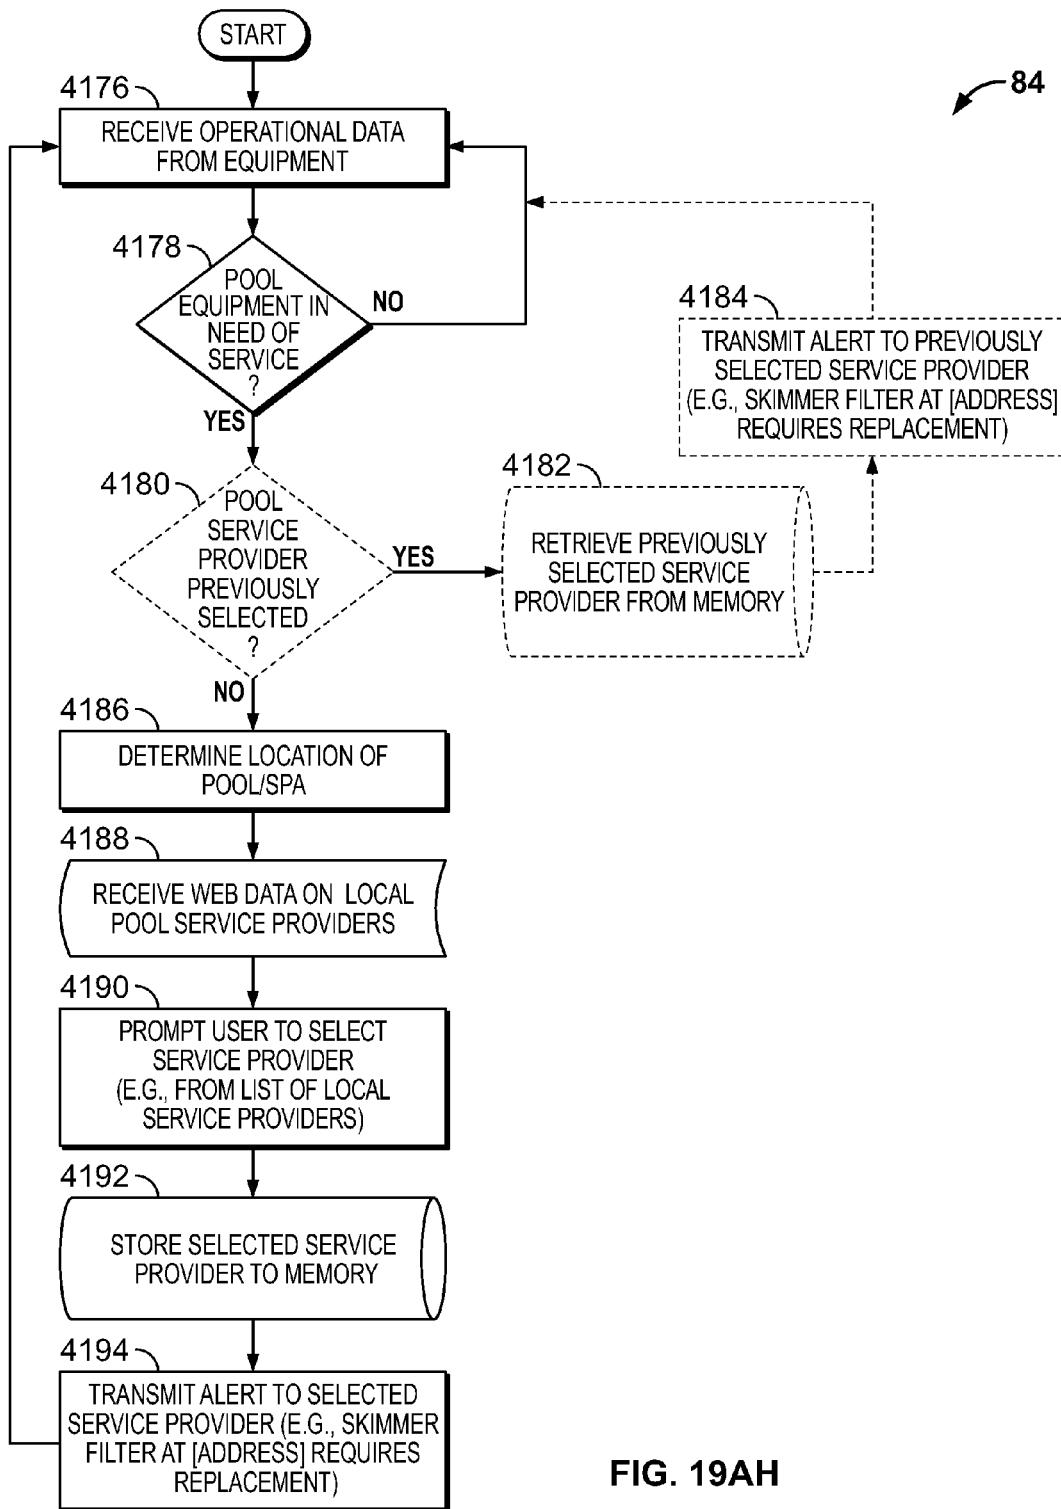 START
84
4176
RECEIVE OPERATIONAL DATA
FROM EQUIPMENT
4178
POOL
EQUIPMENT IN
NEED OF
SERVICE
?
NO
YES
4184
TRANSMIT ALERT TO PREVIOUSLY
SELECTED SERVICE PROVIDER
(E.G., SKIMMER FILTER AT [ADDRESS]
REQUIRES REPLACEMENT)
4180
POOL
SERVICE
PROVIDER
PREVIOUSLY
SELECTED
?
YES
NO
4182
RETRIEVE PREVIOUSLY
SELECTED SERVICE
PROVIDER FROM MEMORY
4186
DETERMINE LOCATION OF
POOL/SPA
4188
RECEIVE WEB DATA ON LOCAL
POOL SERVICE PROVIDERS
4190
PROMPT USER TO SELECT
SERVICE PROVIDER
(E.G., FROM LIST OF LOCAL
SERVICE PROVIDERS)
4192
STORE SELECTED SERVICE
PROVIDER TO MEMORY
4194
TRANSMIT ALERT TO SELECTED
SERVICE PROVIDER (E.G., SKIMMER
FILTER AT [ADDRESS] REQUIRES
REPLACEMENT)
FIG. 19AH